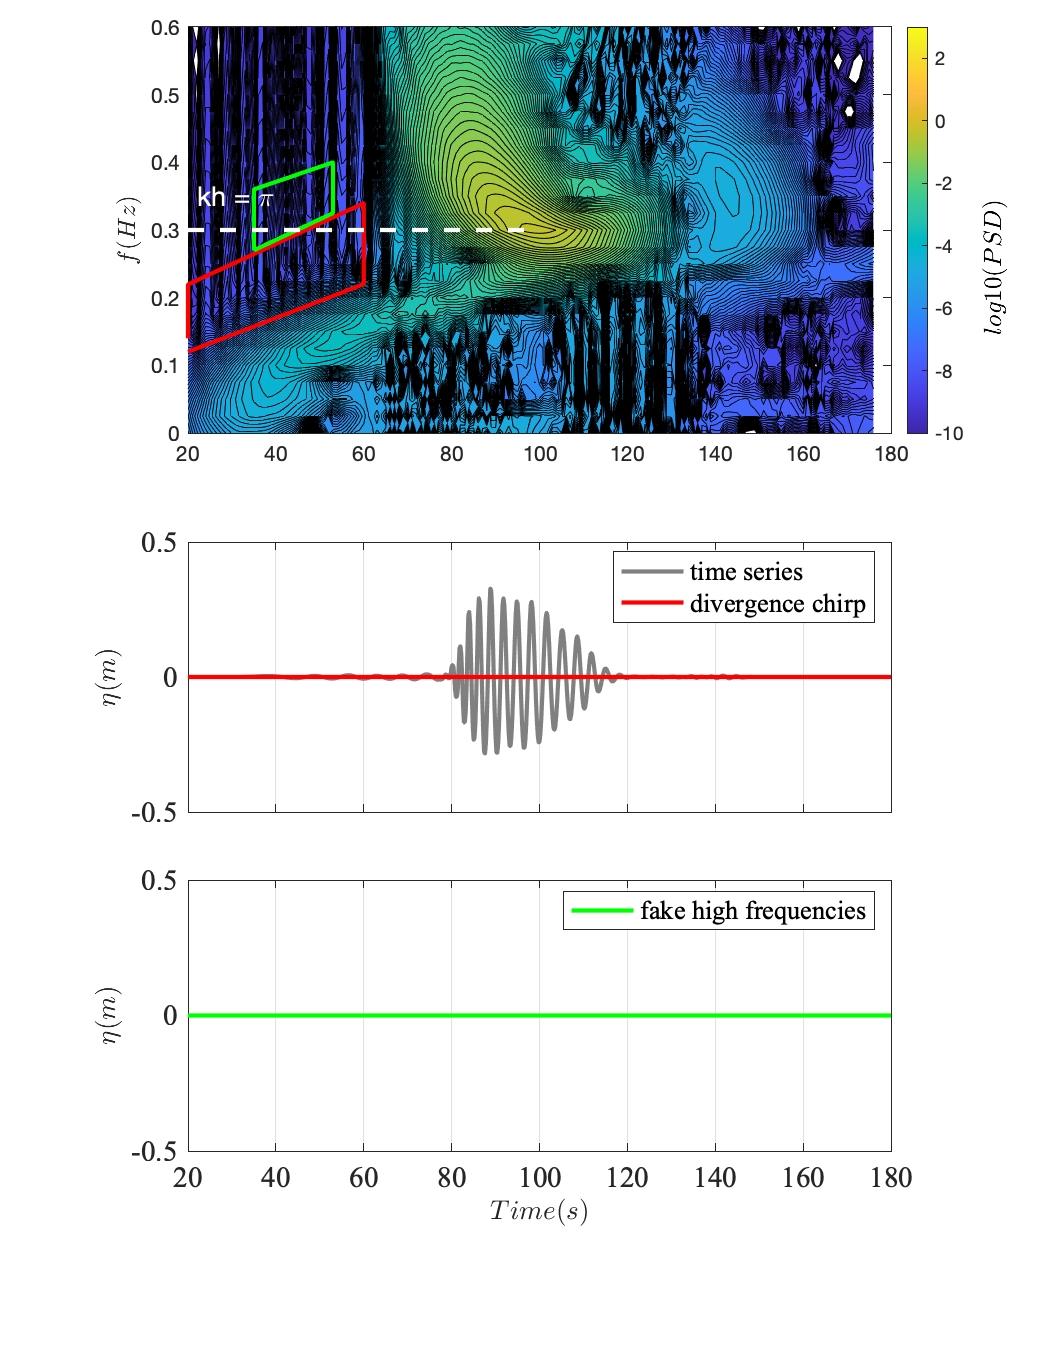 0.6
0.5
0.4
0.3
0.2
0.1
0
f(Hz)
kh = π
20 40 60 80 100 120 140 160 180
2
0
-2
-4
-6
-8
-10
log10(PSD)
0.5
0
-0.5
η(m)
time series
divergence chirp
0.5
0
-0.5
η(m)
fake high frequencies
20 40 60 80 100 120 140 160 180
Time(s)